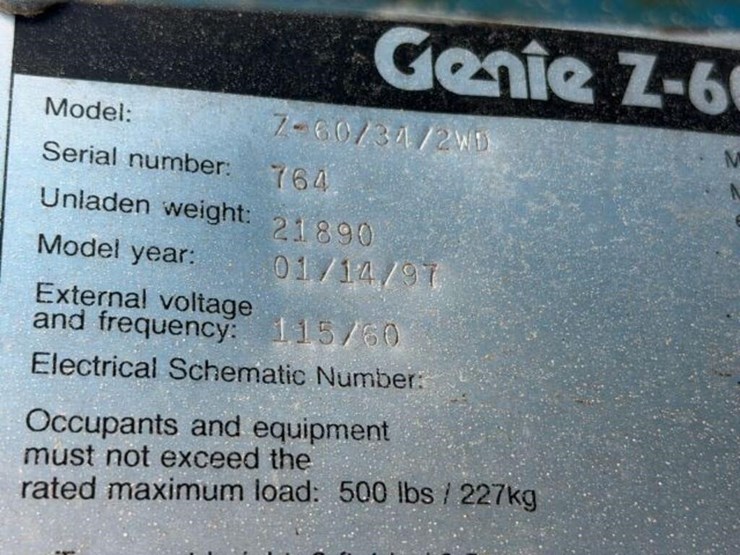 Genie Z-6
Model: Z-60/34/2WD
Serial number: 764
Unladen weight: 21890
Model year: 01/14/97
External voltage
and frequency: 115/60
Electrical Schematic Number:
Occupants and equipment
must not exceed the
rated maximum load: 500 lbs / 227kg